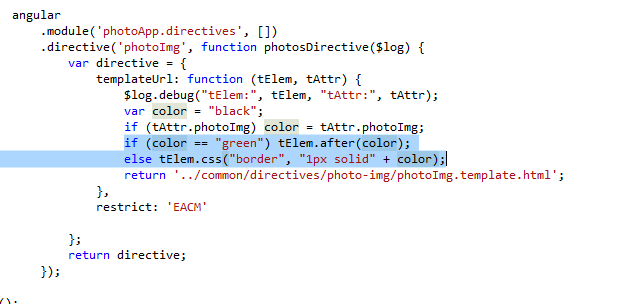 angular
.module('photoApp.directives', [])
.directive('photoImg', function photosDirective($log) {
var directive = {
templateUrl: function (tElem, tAttr) {
$log.debug("tElem:", tElem, "tAttr:", tAttr);
var color = "black";
if (tAttr.photoImg) color = tAttr.photoImg;
if (color == "green") tElem.after(color);
else tElem.css("border", "1px solid" + color);
return '../common/directives/photo-img/photoImg.template.html';
},
restrict: 'EACM'
};
return directive;
});
();